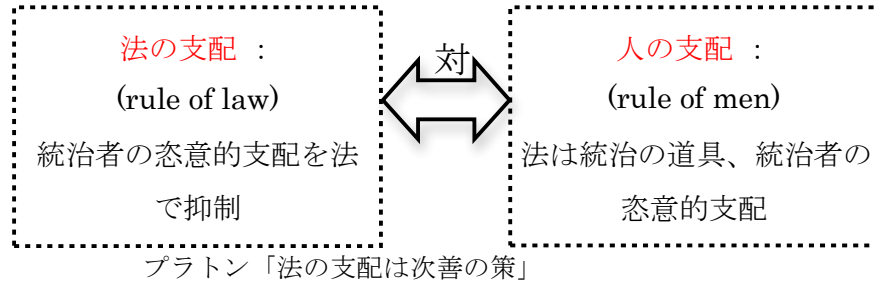 法の支配 :
(rule of law)
統治者の恣意的支配を法
で抑制
対
人の支配 :
(rule of men)
法は統治の道具、統治者の
恣意的支配
プラトン「法の支配は次善の策」